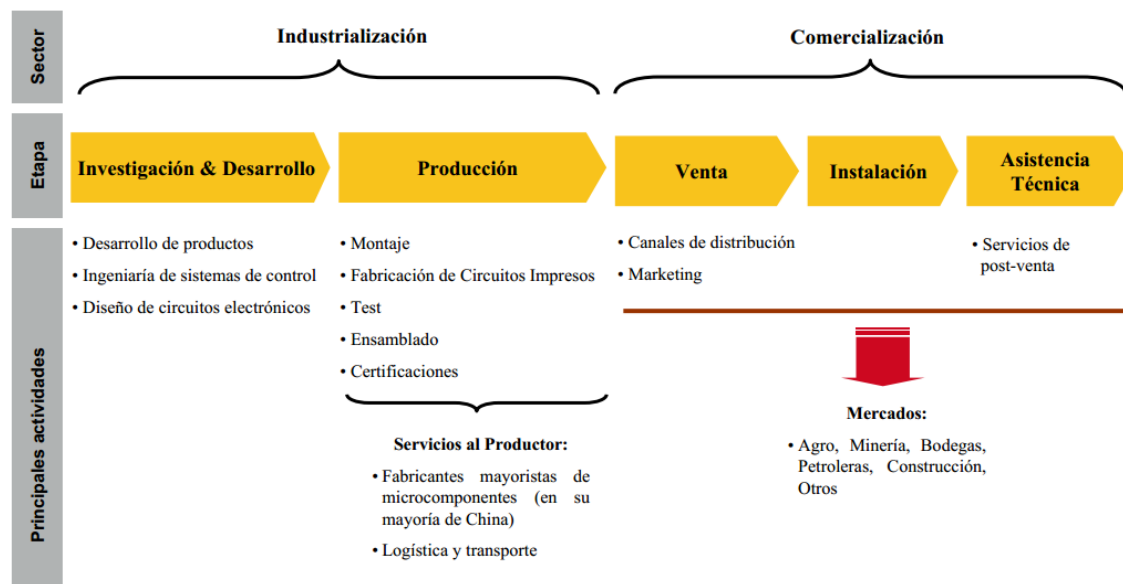 Sector
Industrialización
Comercialización
Etapa
Investigación & Desarrollo
Producción
Venta
Instalación
Asistencia
Técnica
Principales actividades
• Desarrollo de productos
• Ingeniaría de sistemas de control
• Diseño de circuitos electrónicos
• Montaje
• Fabricación de Circuitos Impresos
• Test
• Ensamblado
• Certificaciones
Servicios al Productor:
• Fabricantes mayoristas de
microcomponentes (en su
mayoría de China)
• Logística y transporte
• Canales de distribución
• Marketing
• Servicios de
post-venta
Mercados:
• Agro, Minería, Bodegas,
Petroleras, Construcción,
Otros